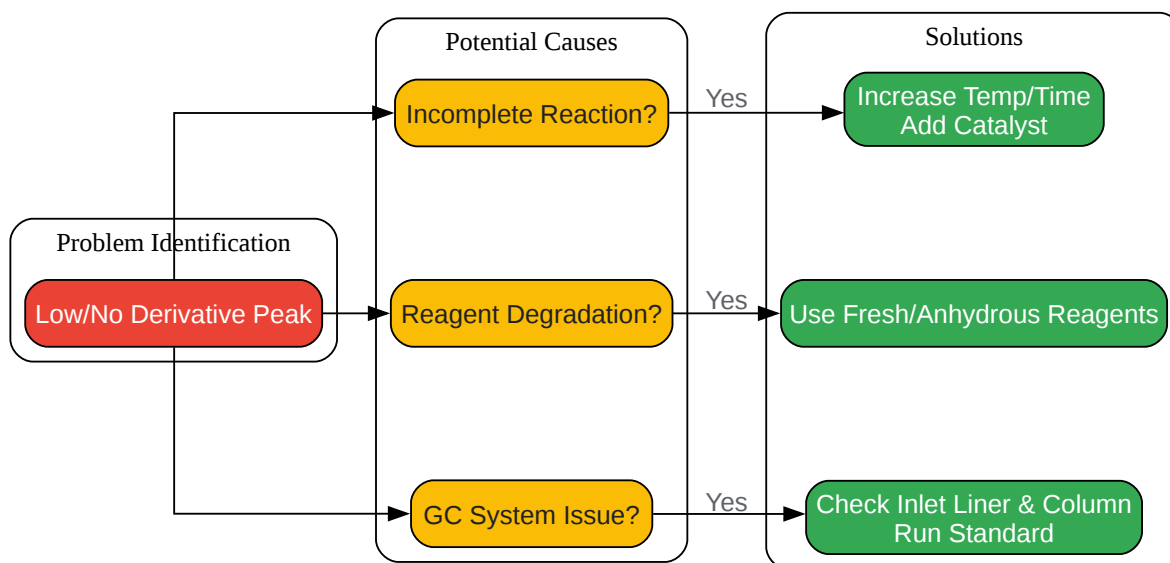 Potential Causes
Solutions
Incomplete Reaction?
Yes
Increase Temp/Time
Add Catalyst
Problem Identification
Low/No Derivative Peak
Reagent Degradation?
Yes
Use Fresh/Anhydrous Reagents
GC System Issue?
Yes
Check Inlet Liner & Column
Run Standard